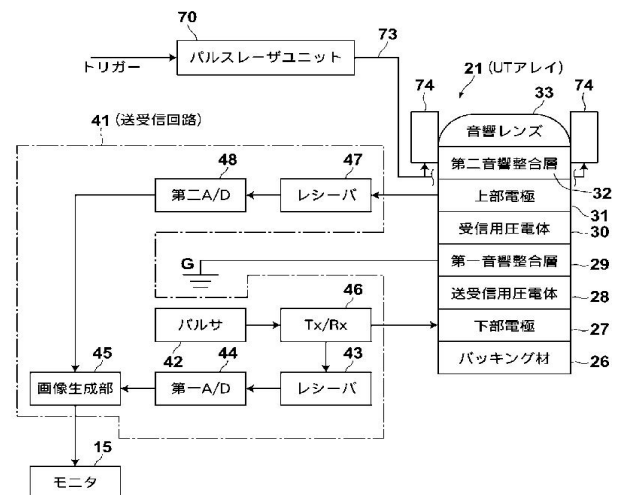 70
73
パルスレーザユニット
トリガー
21 (UTアレイ)
74
74
33
音響レンズ
41 (送受信回路)
48
47
第二A/D
レシーバ
第二音響整合層
32
上部電極
31
受信用圧電体
30
G
第一音響整合層
29
46
送受信用圧電体
28
パルサ
Tx/Rx
下部電極
27
42
44
43
45
バッキング材
26
画像生成部
第一A/D
レシーバ
15
モニタ